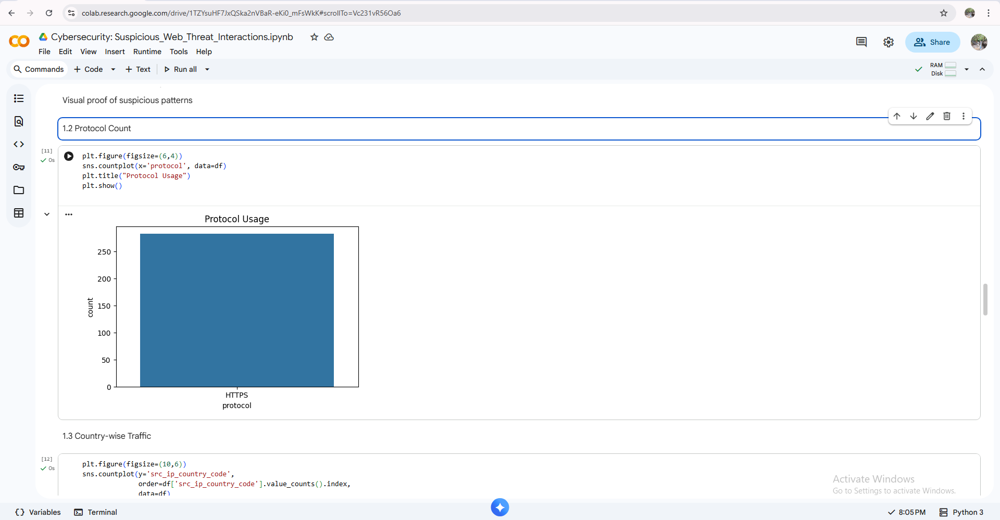 colab.research.google.com/drive/1TZYsuHF7JxQSka2nVBaR-eKi0_mFsWkK#scrollTo=Vc231vR56Oa6
Cybersecurity: Suspicious_Web_Threat_Interactions.ipynb
File Edit View Insert Runtime Tools Help
Share
Commands + Code + Text Run all
RAM
Disk
Visual proof of suspicious patterns
1.2 Protocol Count
[11]
0s
plt.figure(figsize=(6,4))
sns.countplot(x='protocol', data=df)
plt.title("Protocol Usage")
plt.show()
Protocol Usage
250
200
150
100
50
0
count
HTTPS
protocol
1.3 Country-wise Traffic
[12]
0s
plt.figure(figsize=(10,6))
sns.countplot(y='src_ip_country_code',
order=df['src_ip_country_code'].value_counts().index,
data=df)
Activate Windows
Go to Settings to activate Windows.
Variables Terminal
8:05 PM Python 3